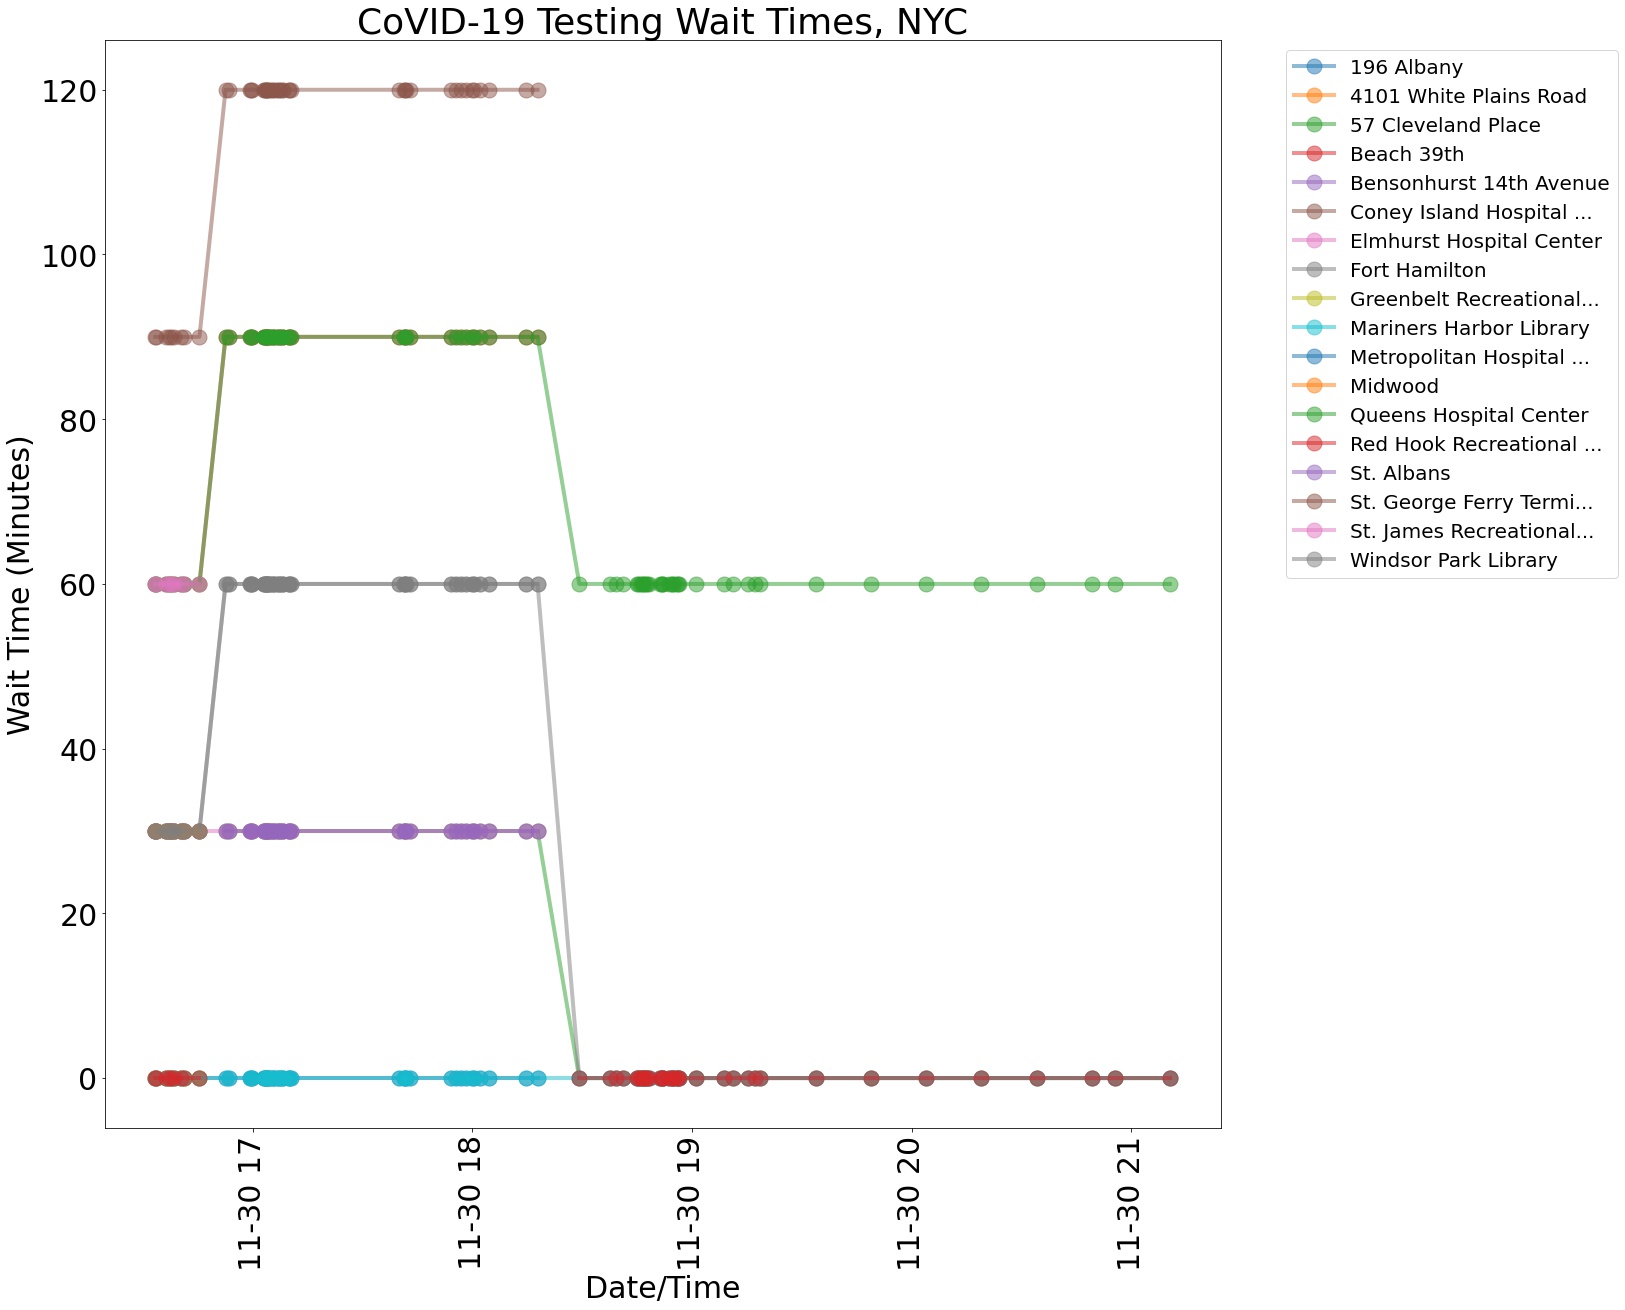 CoVID-19 Testing Wait Times, NYC
120
100
80
60
40
20
0
Wait Time (Minutes)
11-30 17
11-30 18
11-30 19
11-30 20
11-30 21
Date/Time
196 Albany
4101 White Plains Road
57 Cleveland Place
Beach 39th
Bensonhurst 14th Avenue
Coney Island Hospital ...
Elmhurst Hospital Center
Fort Hamilton
Greenbelt Recreational...
Mariners Harbor Library
Metropolitan Hospital ...
Midwood
Queens Hospital Center
Red Hook Recreational ...
St. Albans
St. George Ferry Termi...
St. James Recreational...
Windsor Park Library